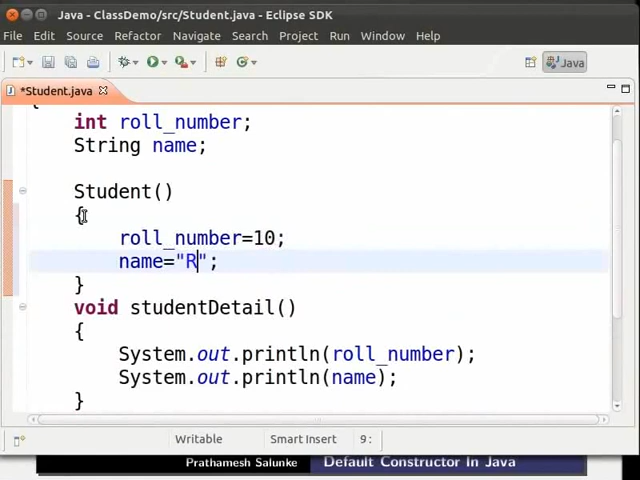 Java - ClassDemo/src/Student.java - Eclipse SDK
File Edit Source Refactor Navigate Search Project Run Window Help
Java
*Student.java
{
int roll_number;
String name;
Student()
{
roll_number=10;
name="R";
}
void studentDetail()
{
System.out.println(roll_number);
System.out.println(name);
}
Writable Smart Insert 9 :
Prathamesh Salunke Default Constructor In Java